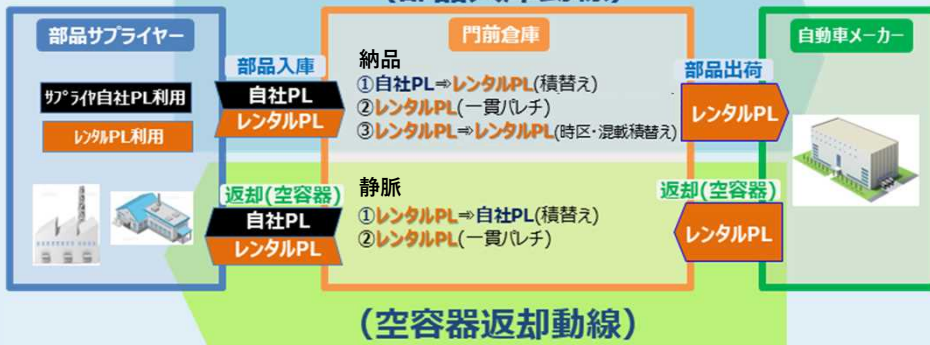 部品サプライヤー
門前倉庫
自動車メーカー
ｻﾌﾟﾗｲﾔ自社PL利用
レンタルPL利用
部品入庫
自社PL
レンタルPL
納品
①自社PL⇒レンタルPL(積替え)
②レンタルPL(一貫パレチ)
③レンタルPL⇒レンタルPL(時区・混載積替え)
部品出荷
レンタルPL
返却(空容器)
自社PL
レンタルPL
静脈
①レンタルPL⇒自社PL(積替え)
②レンタルPL(一貫パレチ)
返却(空容器)
レンタルPL
(空容器返却動線)